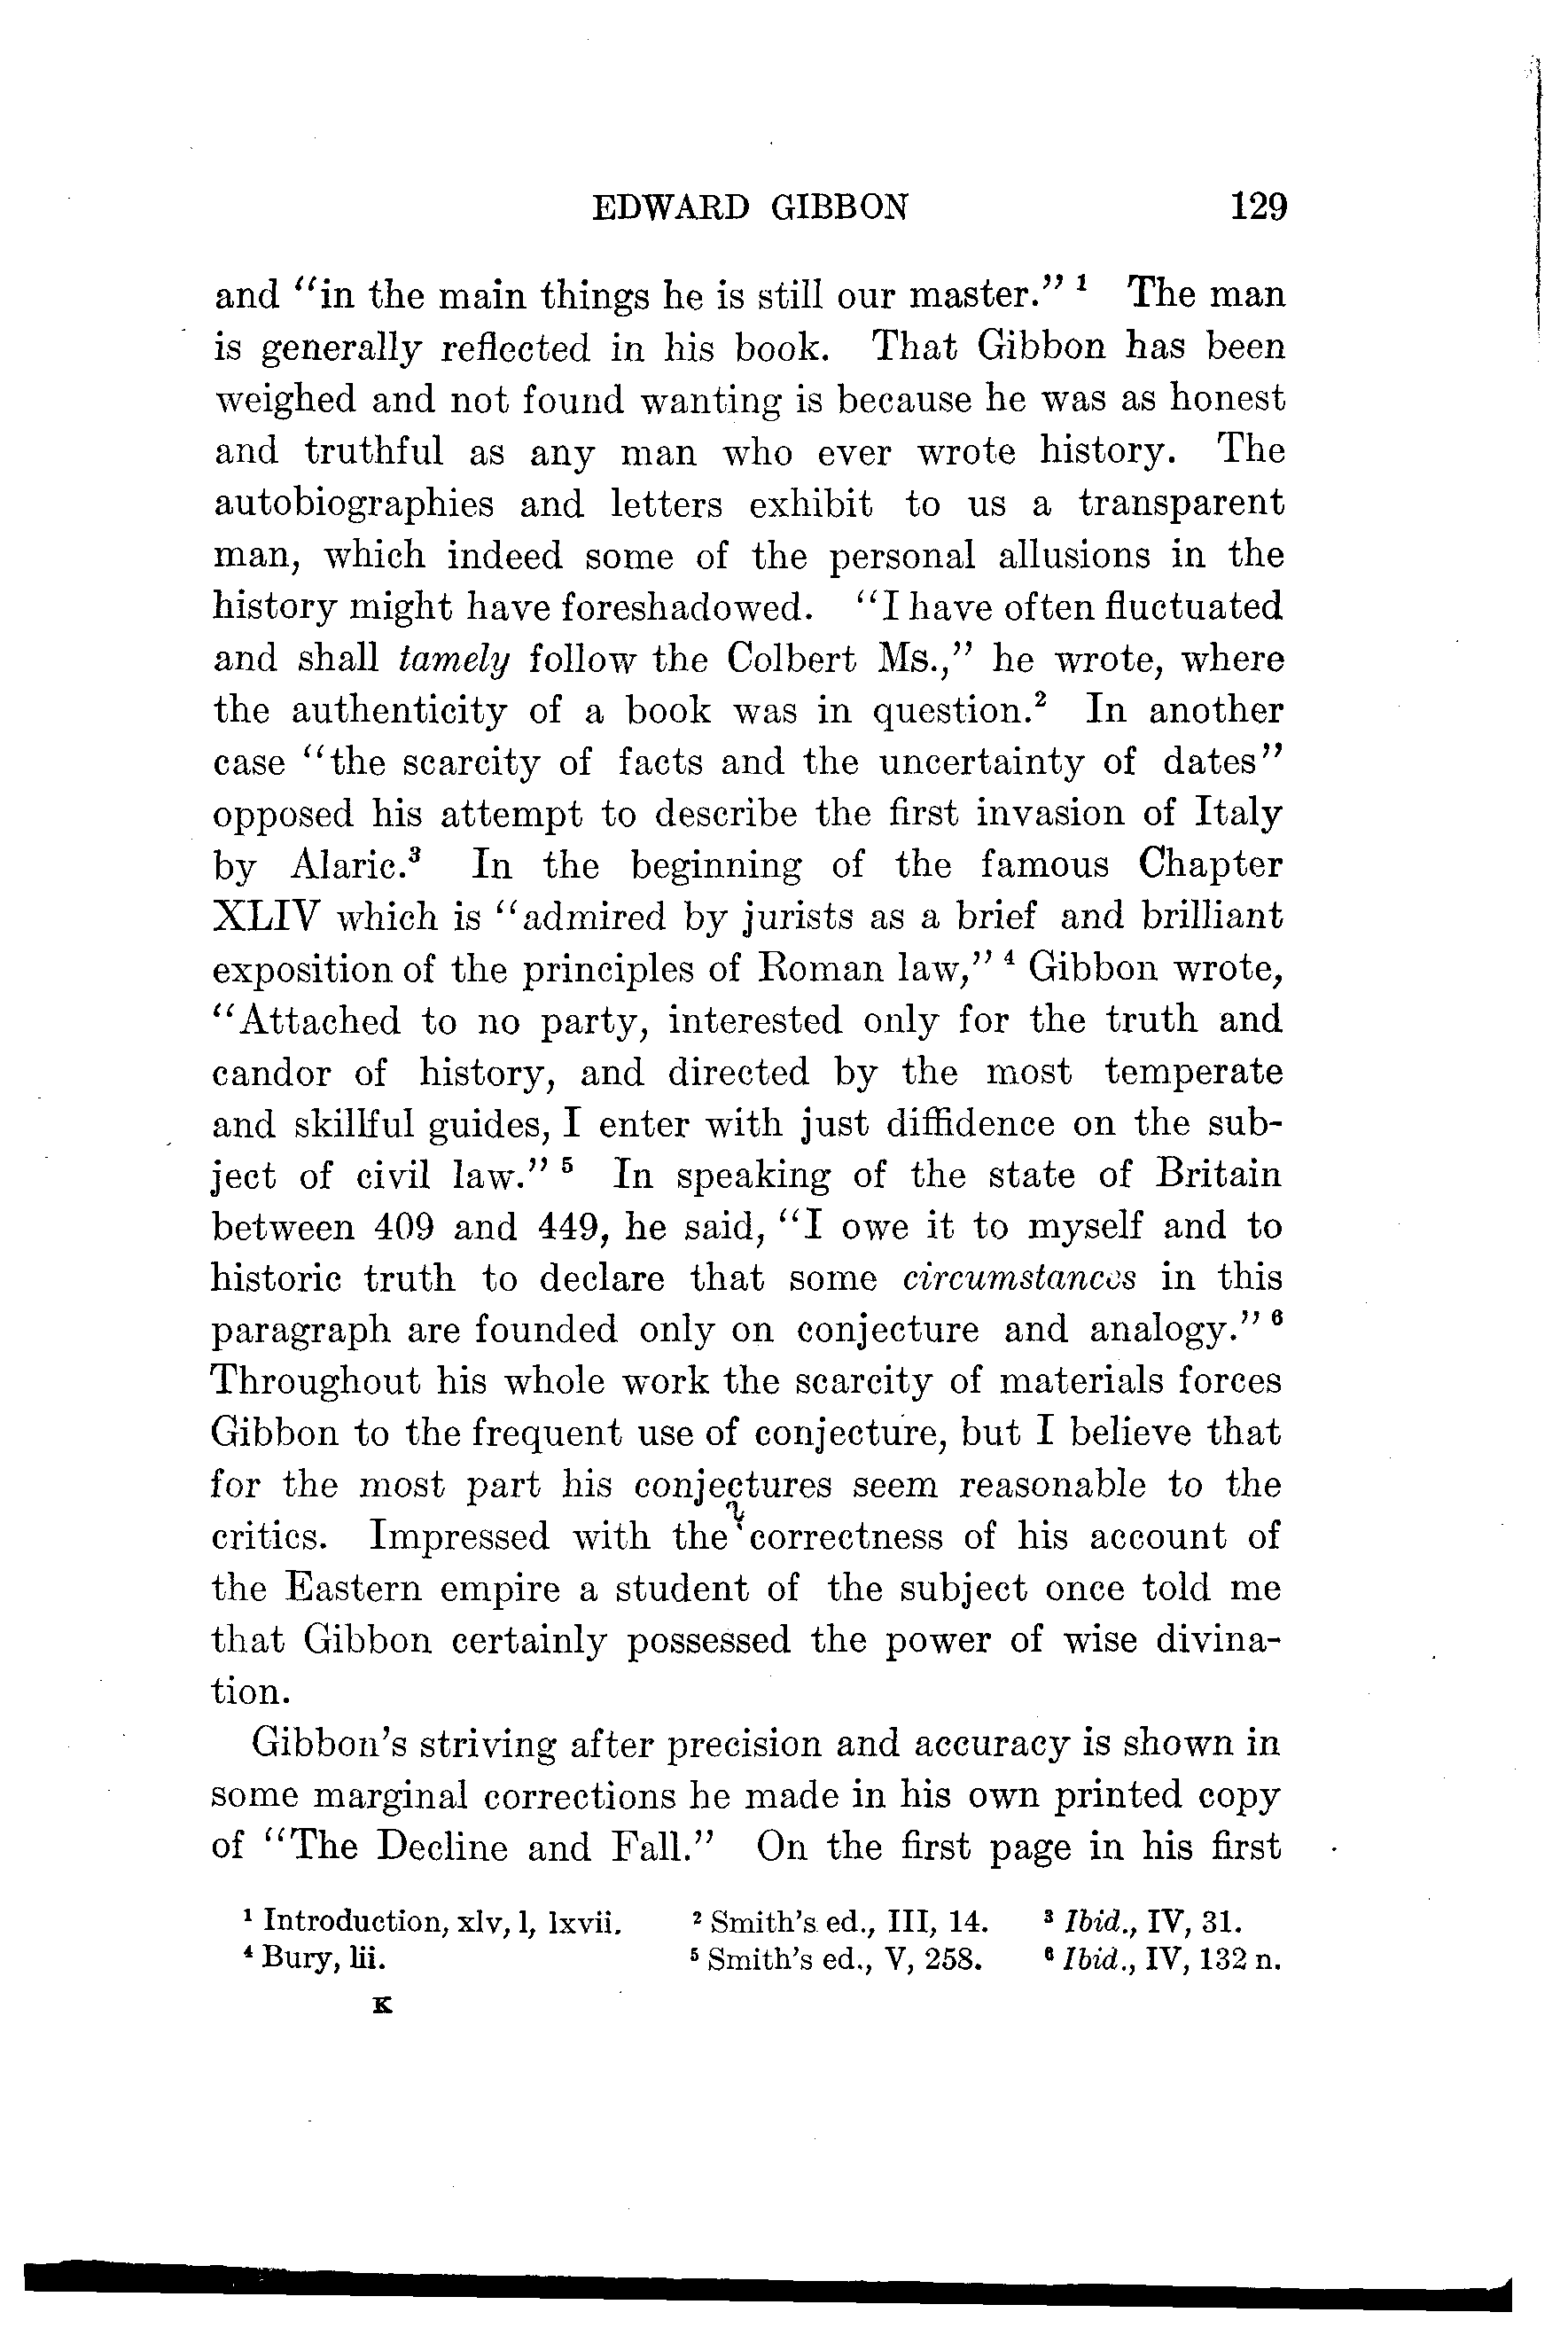 EDWARD GIBBON 129
and "in the main things he is still our master." ¹ The man
is generally reflected in his book. That Gibbon has been
weighed and not found wanting is because he was as honest
and truthful as any man who ever wrote history. The
autobiographies and letters exhibit to us a transparent
man, which indeed some of the personal allusions in the
history might have foreshadowed. "I have often fluctuated
and shall tamely follow the Colbert Ms.," he wrote, where
the authenticity of a book was in question.² In another
case "the scarcity of facts and the uncertainty of dates"
opposed his attempt to describe the first invasion of Italy
by Alaric.³ In the beginning of the famous Chapter
XLIV which is "admired by jurists as a brief and brilliant
exposition of the principles of Roman law," ⁴ Gibbon wrote,
"Attached to no party, interested only for the truth and
candor of history, and directed by the most temperate
and skillful guides, I enter with just diffidence on the sub-
ject of civil law." ⁵ In speaking of the state of Britain
between 409 and 449, he said, "I owe it to myself and to
historic truth to declare that some circumstances in this
paragraph are founded only on conjecture and analogy." ⁶
Throughout his whole work the scarcity of materials forces
Gibbon to the frequent use of conjecture, but I believe that
for the most part his conjectures seem reasonable to the
critics. Impressed with the correctness of his account of
the Eastern empire a student of the subject once told me
that Gibbon certainly possessed the power of wise divina-
tion.
Gibbon's striving after precision and accuracy is shown in
some marginal corrections he made in his own printed copy
of "The Decline and Fall." On the first page in his first
¹ Introduction, xlv, l, lxvii. ² Smith's ed., III, 14. ³ Ibid., IV, 31.
⁴ Bury, lii. ⁵ Smith's ed., V, 258. ⁶ Ibid., IV, 132 n.
K